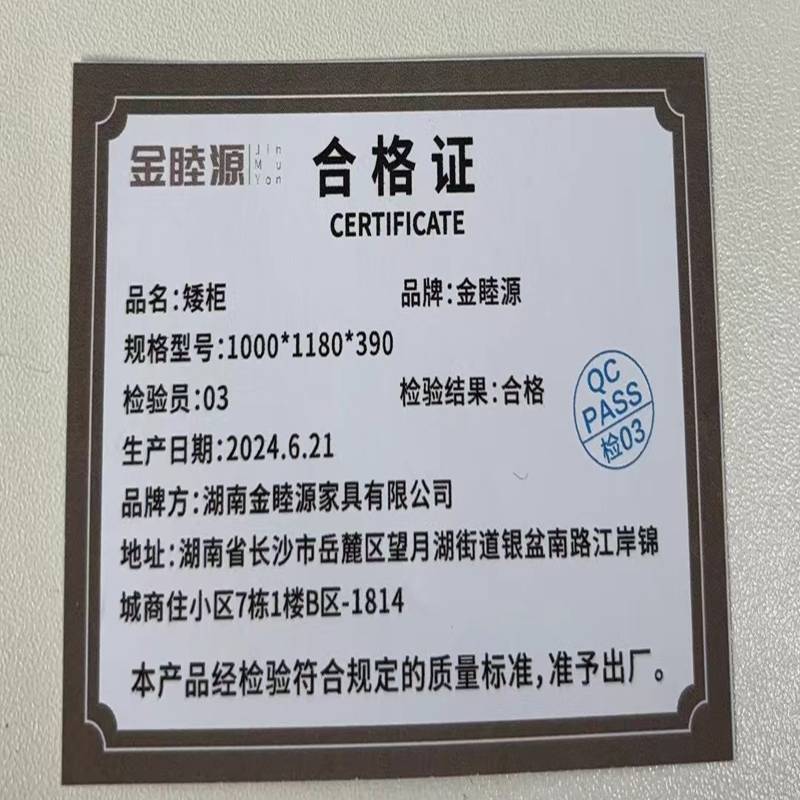 金睦源 Jin Mu Yon
合格证
CERTIFICATE
品名:矮柜 品牌:金睦源
规格型号:1000*1180*390
检验员:03 检验结果:合格
QC PASS 检03
生产日期:2024.6.21
品牌方:湖南金睦源家具有限公司
地址:湖南省长沙市岳麓区望月湖街道银盆南路江岸锦
城商住小区7栋1楼B区-1814
本产品经检验符合规定的质量标准,准予出厂。